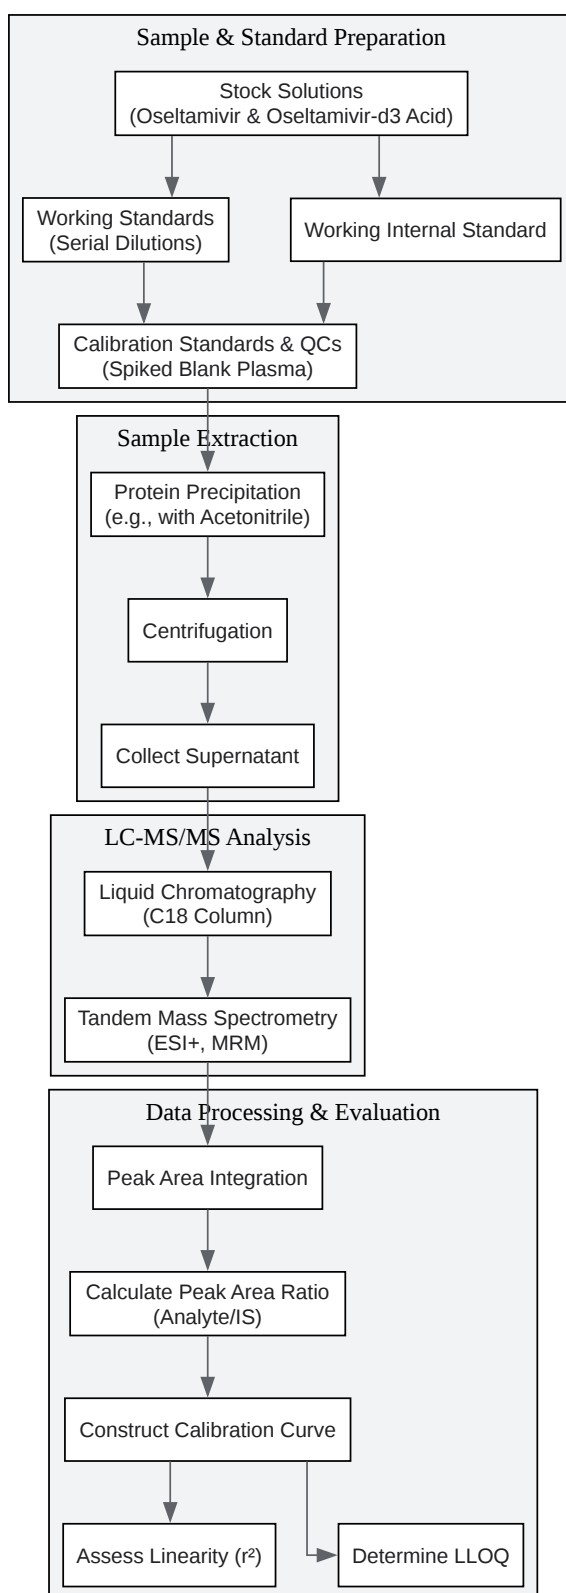 Sample & Standard Preparation
Stock Solutions
(Oseltamivir & Oseltamivir-d3 Acid)
Working Standards
(Serial Dilutions)
Working Internal Standard
Calibration Standards & QCs
(Spiked Blank Plasma)
Sample Extraction
Protein Precipitation
(e.g., with Acetonitrile)
Centrifugation
Collect Supernatant
LC-MS/MS Analysis
Liquid Chromatography
(C18 Column)
Tandem Mass Spectrometry
(ESI+, MRM)
Data Processing & Evaluation
Peak Area Integration
Calculate Peak Area Ratio
(Analyte/IS)
Construct Calibration Curve
Assess Linearity (r²)
Determine LLOQ